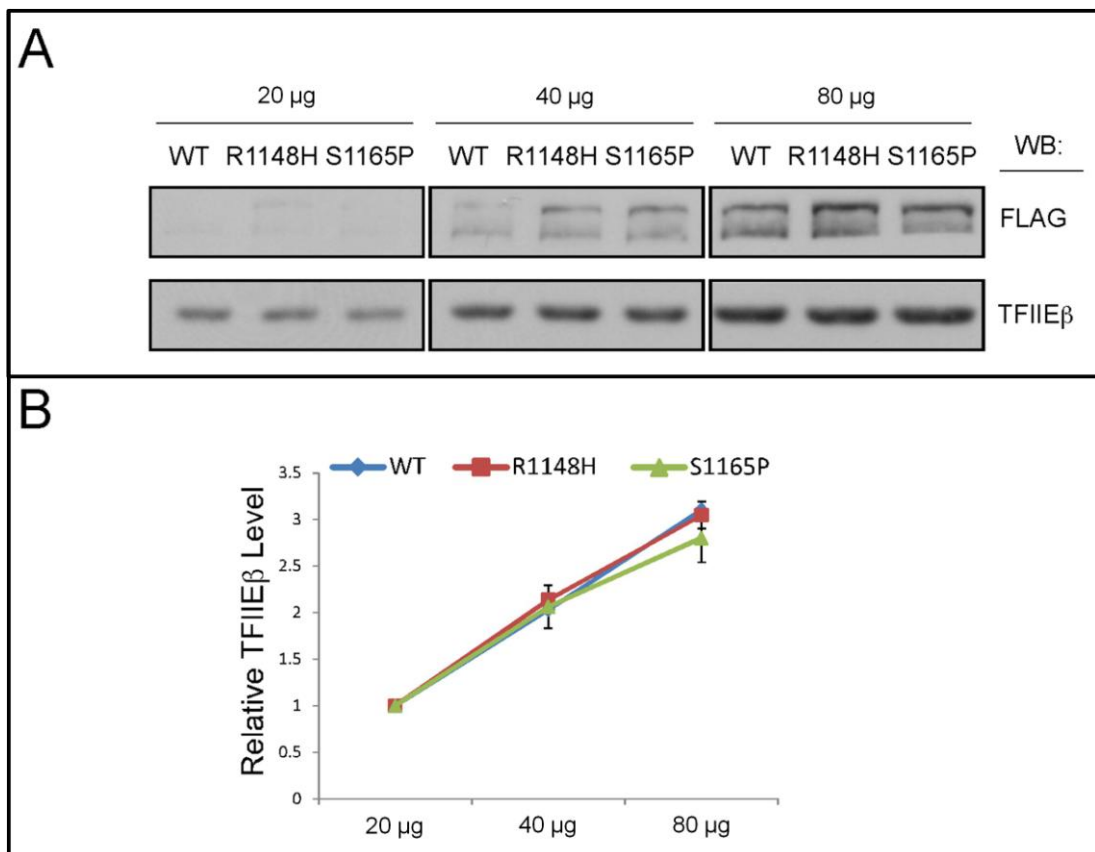 A
20 µg 40 µg 80 µg
WT R1148H S1165P WT R1148H S1165P WT R1148H S1165P WB:
FLAG
TFIIEβ
B
WT R1148H S1165P
Relative TFIIEβ Level
3.5
3
2.5
2
1.5
1
0.5
0
20 µg 40 µg 80 µg